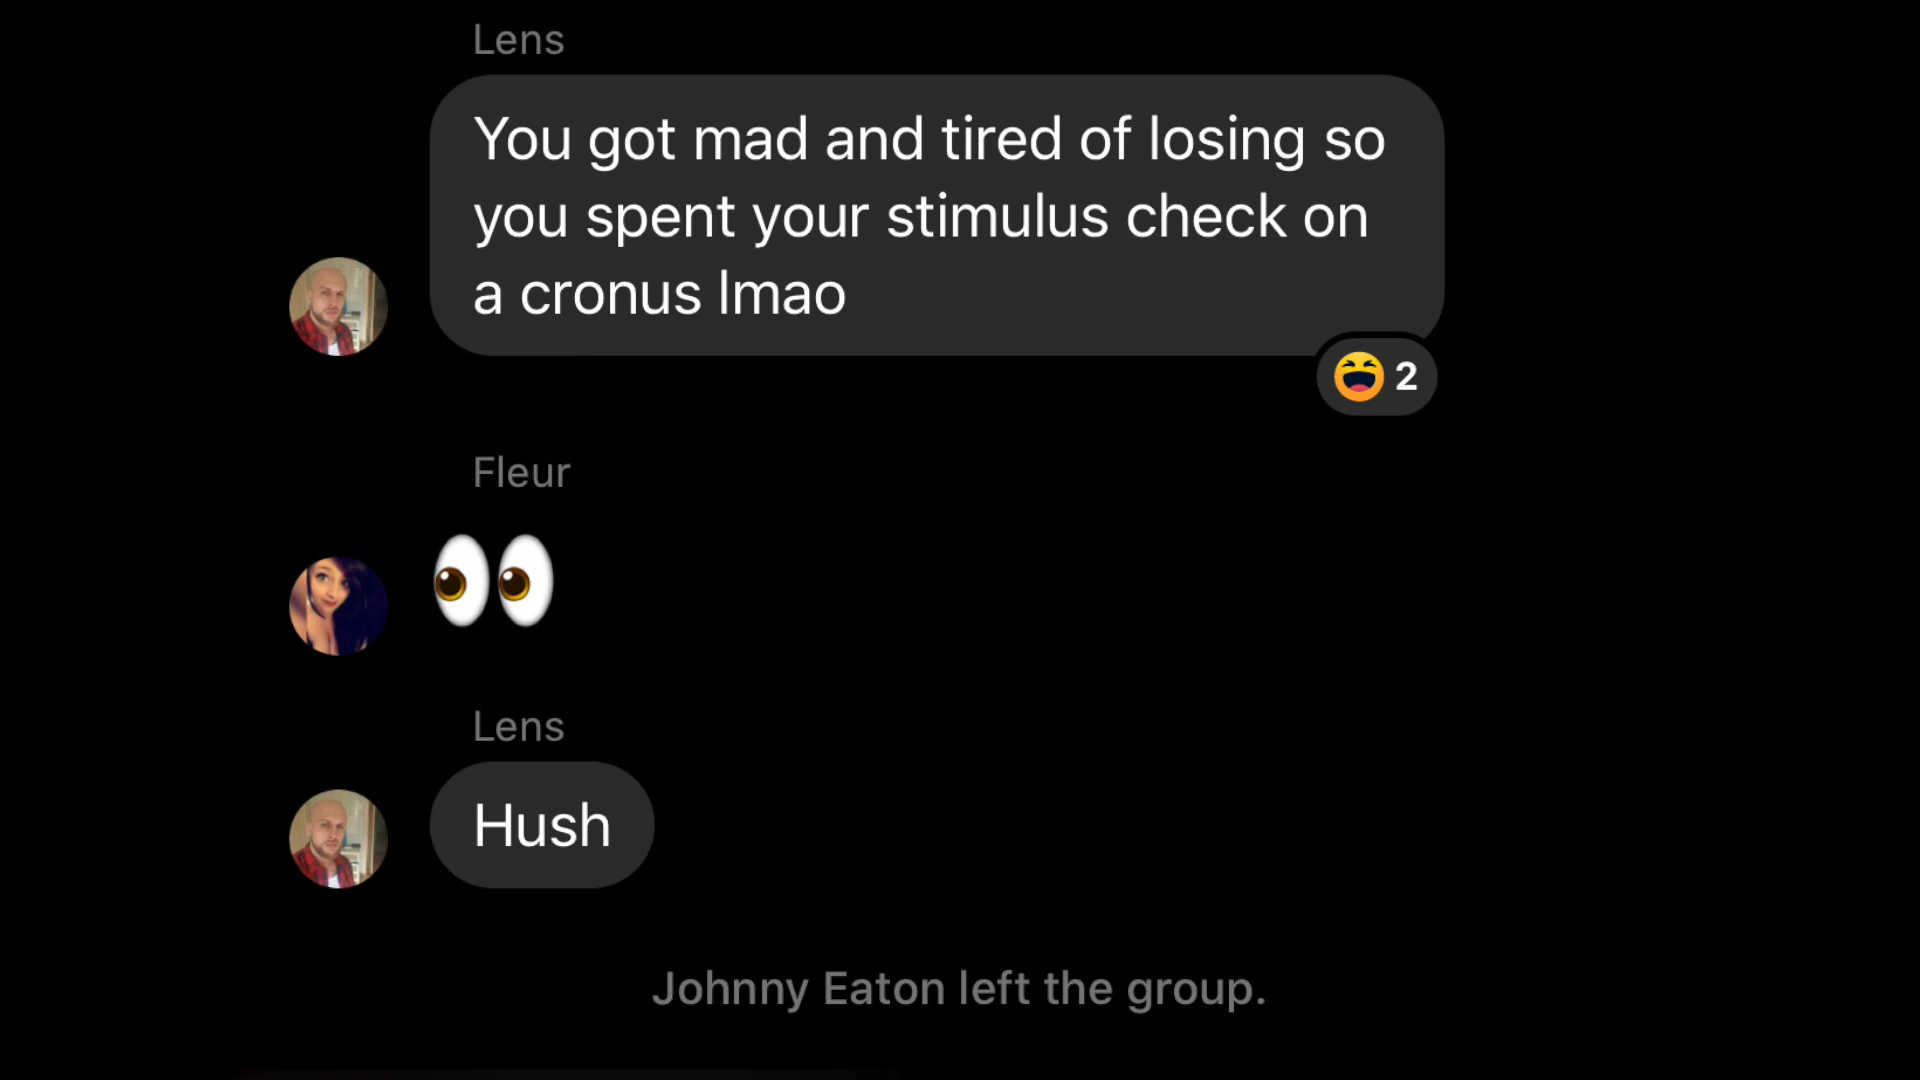 Lens
You got mad and tired of losing so
you spent your stimulus check on
a cronus lmao
2
Fleur
Lens
Hush
Johnny Eaton left the group.